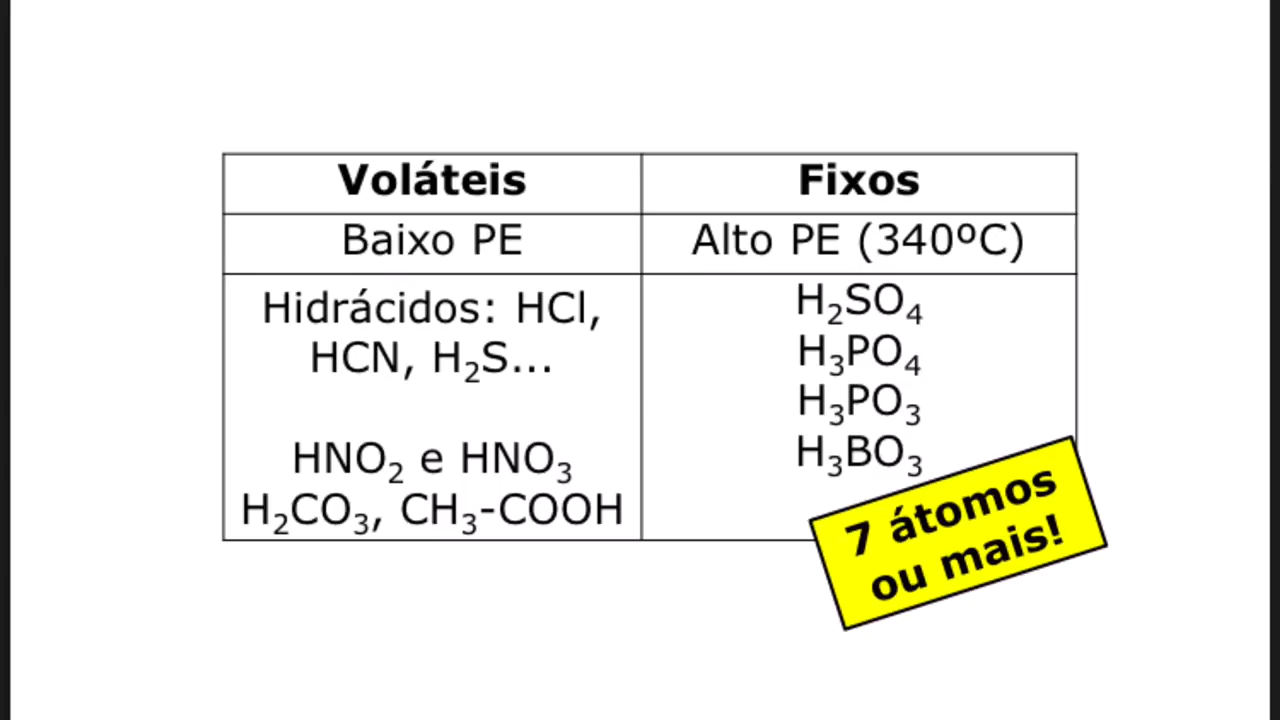 Voláteis
Fixos
Baixo PE
Alto PE (340ºC)
Hidrácidos: HCl,
HCN, H₂S...
HNO₂ e HNO₃
H₂CO₃, CH₃-COOH
H₂SO₄
H₃PO₄
H₃PO₃
H₃BO₃
7 átomos
ou mais!